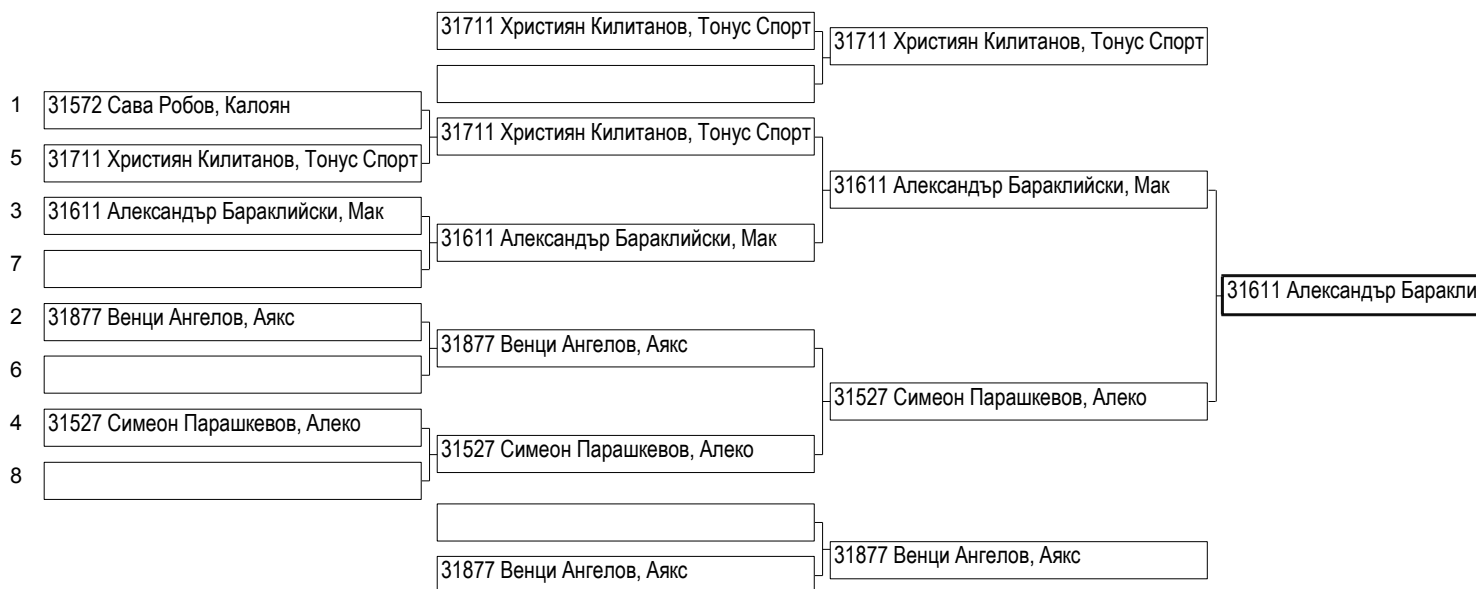 31711 Християн Килитанов, Тонус Спорт
31711 Християн Килитанов, Тонус Спорт
1 31572 Сава Робов, Калоян
31711 Християн Килитанов, Тонус Спорт
5 31711 Християн Килитанов, Тонус Спорт
31611 Александър Бараклийски, Мак
3 31611 Александър Бараклийски, Мак
31611 Александър Бараклийски, Мак
7
31611 Александър Баракли
2 31877 Венци Ангелов, Аякс
31877 Венци Ангелов, Аякс
6
31527 Симеон Парашкевов, Алеко
4 31527 Симеон Парашкевов, Алеко
31527 Симеон Парашкевов, Алеко
8
31877 Венци Ангелов, Аякс
31877 Венци Ангелов, Аякс